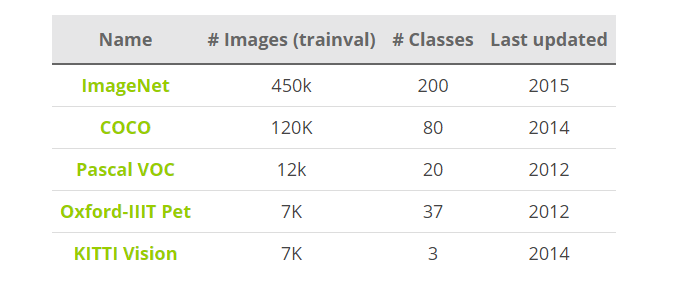 Name # Images (trainval) # Classes Last updated
ImageNet 450k 200 2015
COCO 120K 80 2014
Pascal VOC 12k 20 2012
Oxford-IIIT Pet 7K 37 2012
KITTI Vision 7K 3 2014